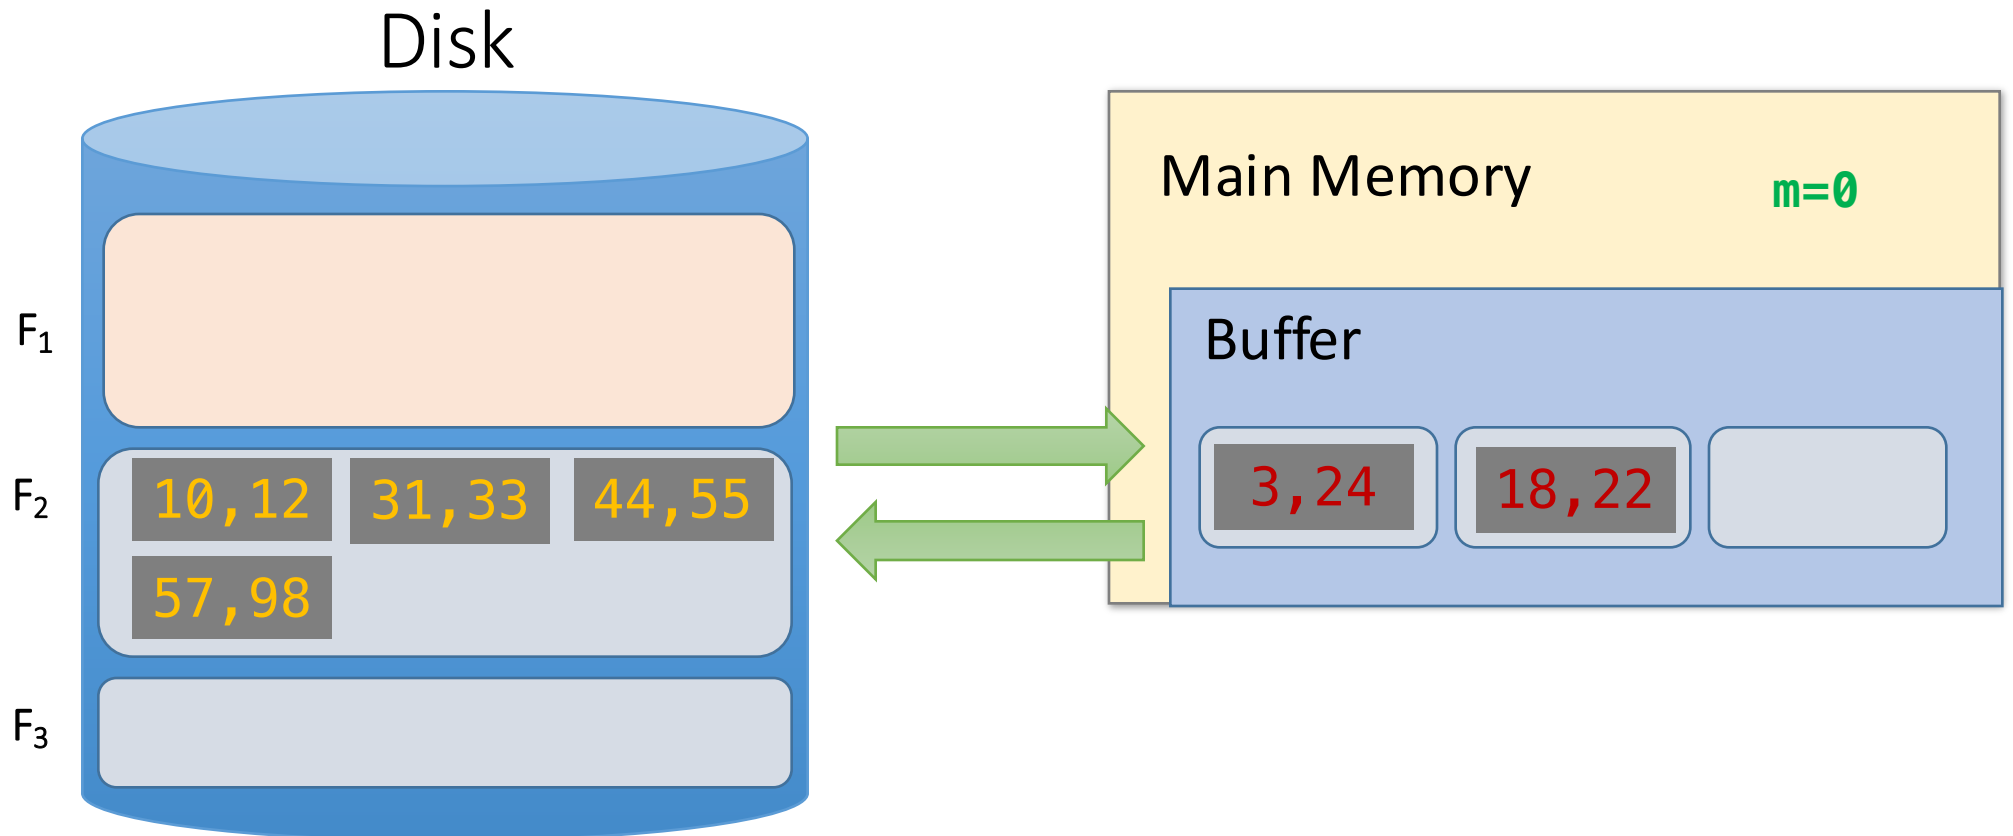 Disk
F₁
F₂
10,12
31,33
44,55
57,98
F₃
Main Memory
m=0
Buffer
3,24
18,22